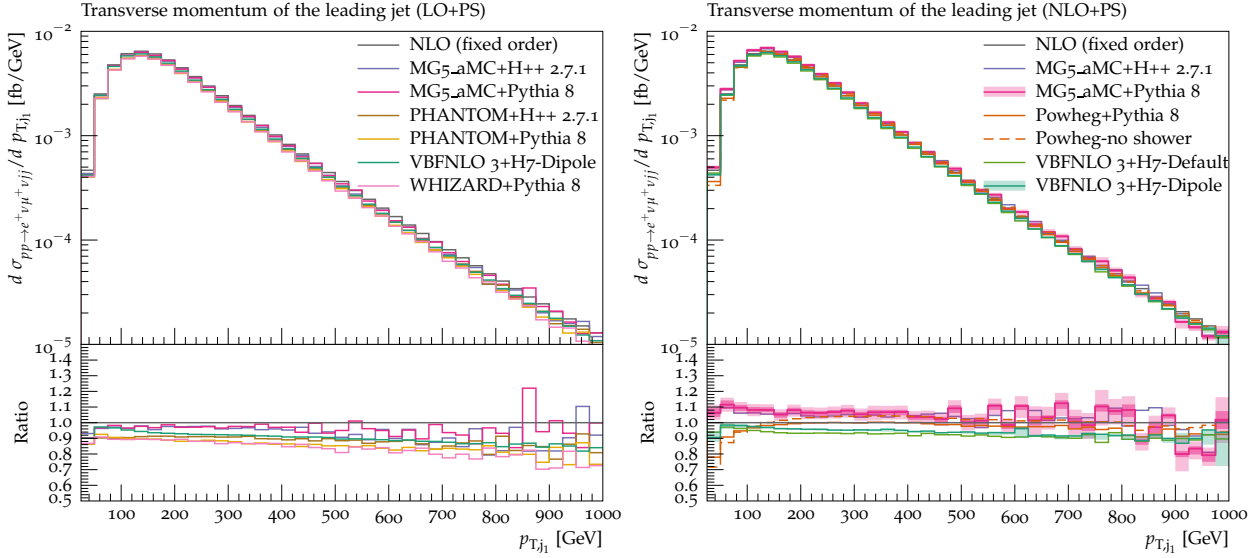 Transverse momentum of the leading jet (LO+PS)
10⁻²
10⁻³
10⁻⁴
10⁻⁵
d σ_{pp→e⁺νµ⁺νjj}/d p_{T,j₁} [fb/GeV]
NLO (fixed order)
MG5_aMC+H++ 2.7.1
MG5_aMC+Pythia 8
PHANTOM+H++ 2.7.1
PHANTOM+Pythia 8
VBFNLO 3+H7-Dipole
WHIZARD+Pythia 8
1.4
1.3
1.2
1.1
1.0
0.9
0.8
0.7
0.6
0.5
Ratio
100 200 300 400 500 600 700 800 900 1000
p_{T,j₁} [GeV]
Transverse momentum of the leading jet (NLO+PS)
10⁻²
10⁻³
10⁻⁴
10⁻⁵
d σ_{pp→e⁺νµ⁺νjj}/d p_{T,j₁} [fb/GeV]
NLO (fixed order)
MG5_aMC+H++ 2.7.1
MG5_aMC+Pythia 8
Powheg+Pythia 8
Powheg-no shower
VBFNLO 3+H7-Default
VBFNLO 3+H7-Dipole
1.4
1.3
1.2
1.1
1.0
0.9
0.8
0.7
0.6
0.5
Ratio
100 200 300 400 500 600 700 800 900 1000
p_{T,j₁} [GeV]